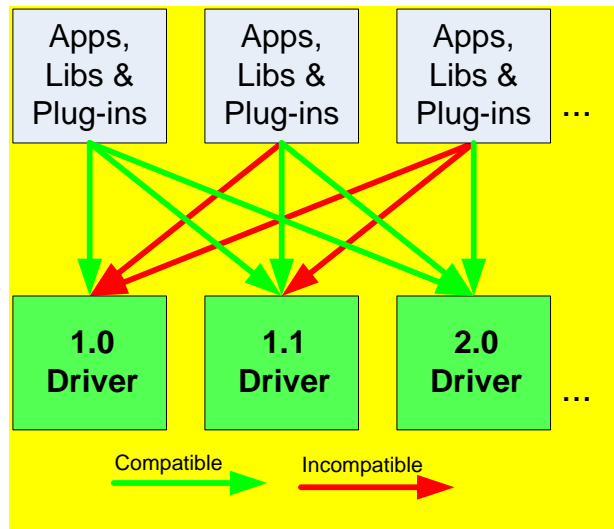 Apps,
Libs &
Plug-ins
Apps,
Libs &
Plug-ins
Apps,
Libs &
Plug-ins
...
1.0
Driver
1.1
Driver
2.0
Driver
...
Compatible
Incompatible